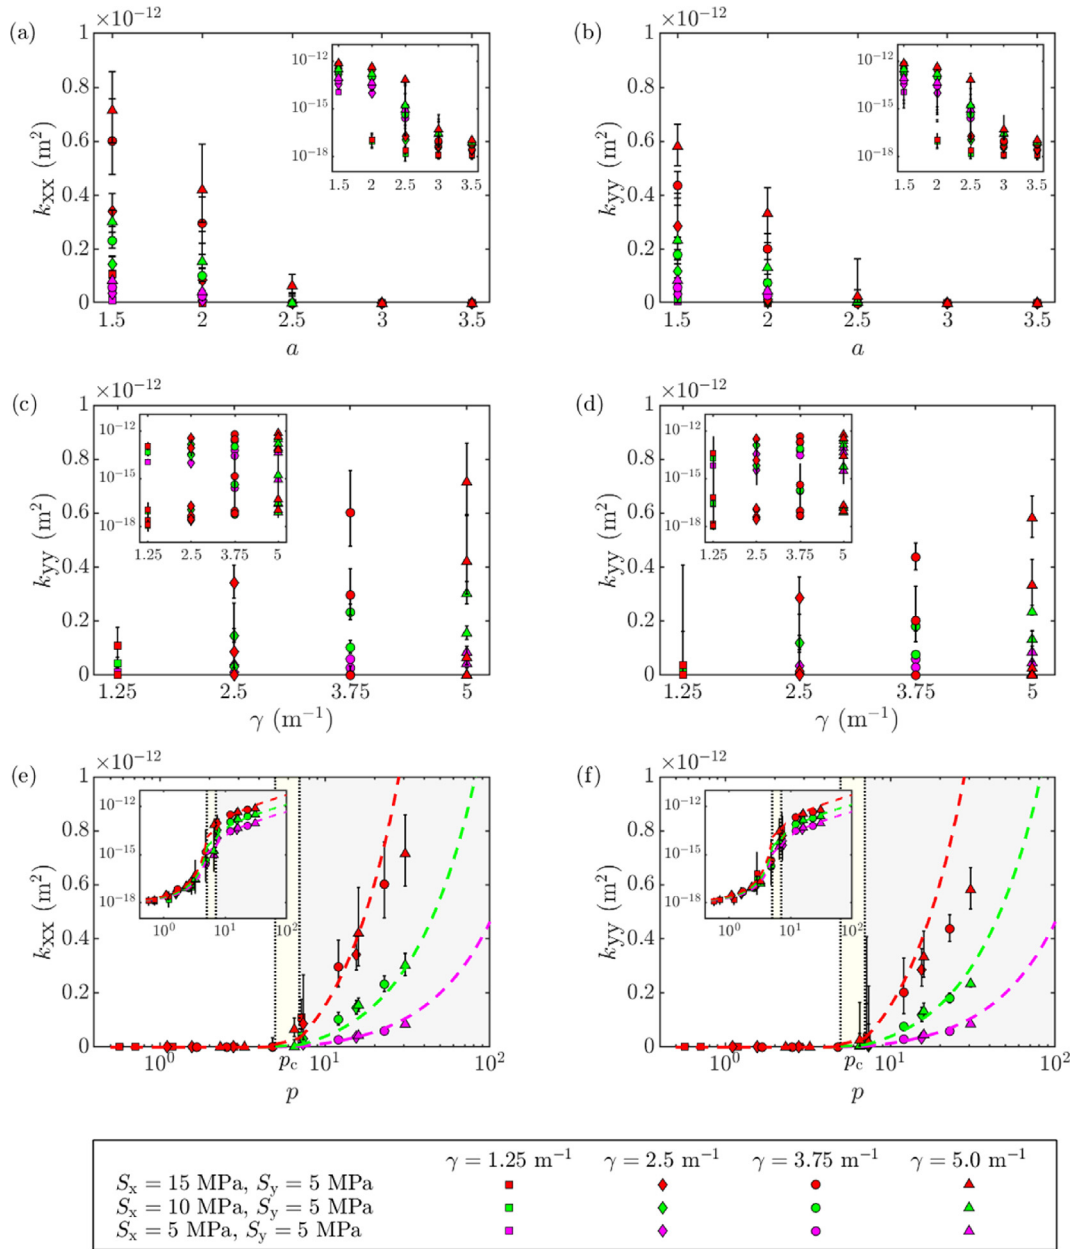 (a)
×10⁻¹²
1
0.8
0.6
0.4
0.2
0
k_xx (m²)
10⁻¹²
10⁻¹⁵
10⁻¹⁸
1.5 2 2.5 3 3.5
1.5 2 2.5 3 3.5
a
(b)
×10⁻¹²
1
0.8
0.6
0.4
0.2
0
k_yy (m²)
10⁻¹²
10⁻¹⁵
10⁻¹⁸
1.5 2 2.5 3 3.5
1.5 2 2.5 3 3.5
a
(c)
×10⁻¹²
1
0.8
0.6
0.4
0.2
0
k_yy (m²)
10⁻¹²
10⁻¹⁵
10⁻¹⁸
1.25 2.5 3.75 5
1.25 2.5 3.75 5
γ (m⁻¹)
(d)
×10⁻¹²
1
0.8
0.6
0.4
0.2
0
k_yy (m²)
10⁻¹²
10⁻¹⁵
10⁻¹⁸
1.25 2.5 3.75 5
1.25 2.5 3.75 5
γ (m⁻¹)
(e)
×10⁻¹²
1
0.8
0.6
0.4
0.2
0
k_xx (m²)
10⁻¹²
10⁻¹⁵
10⁻¹⁸
10⁰ 10¹ 10²
10⁰ p_c 10¹ 10²
p
(f)
×10⁻¹²
1
0.8
0.6
0.4
0.2
0
k_yy (m²)
10⁻¹²
10⁻¹⁵
10⁻¹⁸
10⁰ 10¹ 10²
10⁰ p_c 10¹ 10²
p
γ = 1.25 m⁻¹ γ = 2.5 m⁻¹ γ = 3.75 m⁻¹ γ = 5.0 m⁻¹
S_x = 15 MPa, S_y = 5 MPa
S_x = 10 MPa, S_y = 5 MPa
S_x = 5 MPa, S_y = 5 MPa